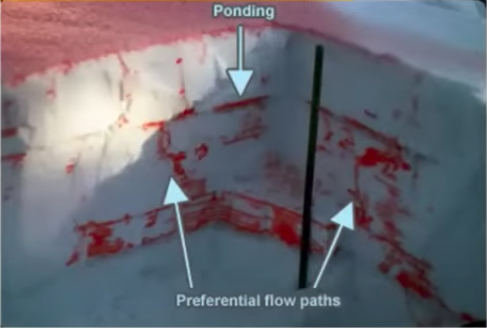 Ponding
Preferential flow paths